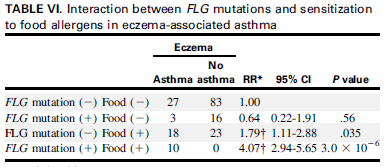 TABLE VI. Interaction between FLG mutations and sensitization
to food allergens in eczema-associated asthma
Eczema
No
Asthma asthma RR* 95% CI P value
FLG mutation (−) Food (−) 27 83 1.00
FLG mutation (+) Food (−) 3 16 0.64 0.22-1.91 .56
FLG mutation (−) Food (+) 18 23 1.79† 1.11-2.88 .035
FLG mutation (+) Food (+) 10 0 4.07† 2.94-5.65 3.0 × 10⁻⁶